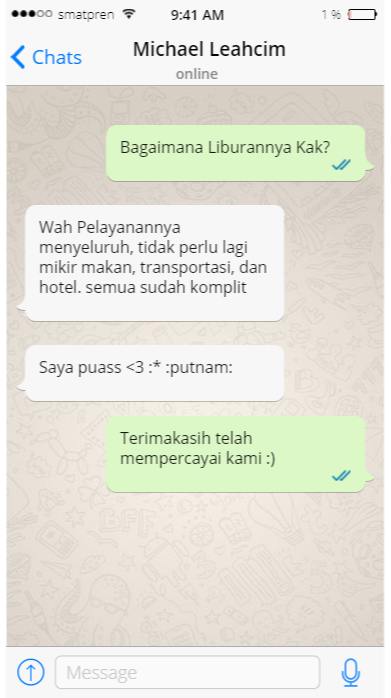 smatpren 9:41 AM 1 %
Chats Michael Leahcim
online
Bagaimana Liburannya Kak?
Wah Pelayanannya
menyeluruh, tidak perlu lagi
mikir makan, transportasi, dan
hotel. semua sudah komplit
Saya puass <3 :* :putnam:
Terimakasih telah
mempercayai kami :)
Message